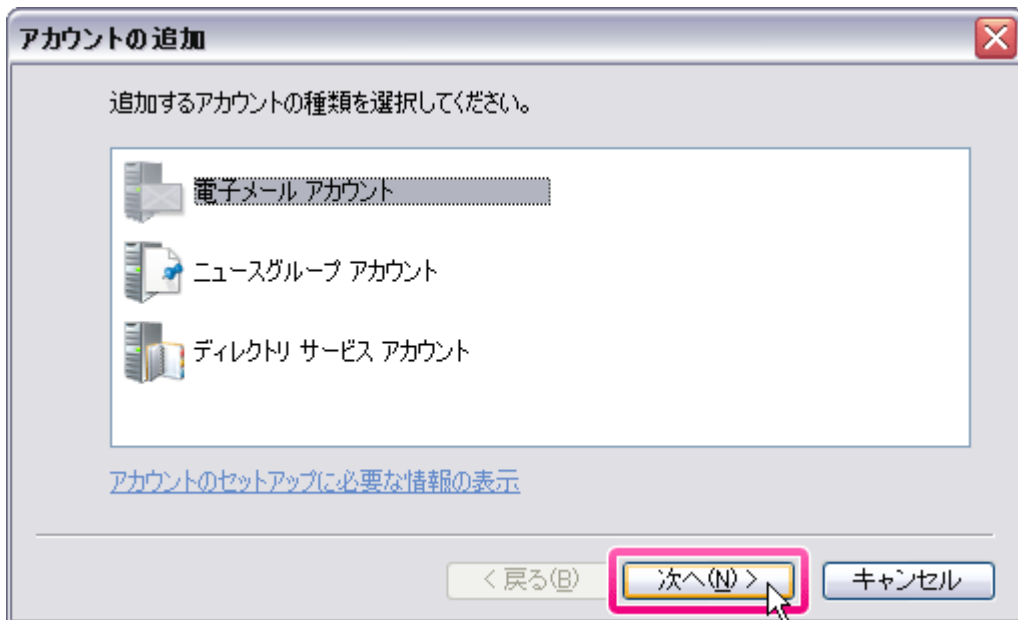 アカウントの追加
追加するアカウントの種類を選択してください。
電子メール アカウント
ニュースグループ アカウント
ディレクトリ サービス アカウント
アカウントのセットアップに必要な情報の表示
< 戻る(B) 次へ(N) > キャンセル